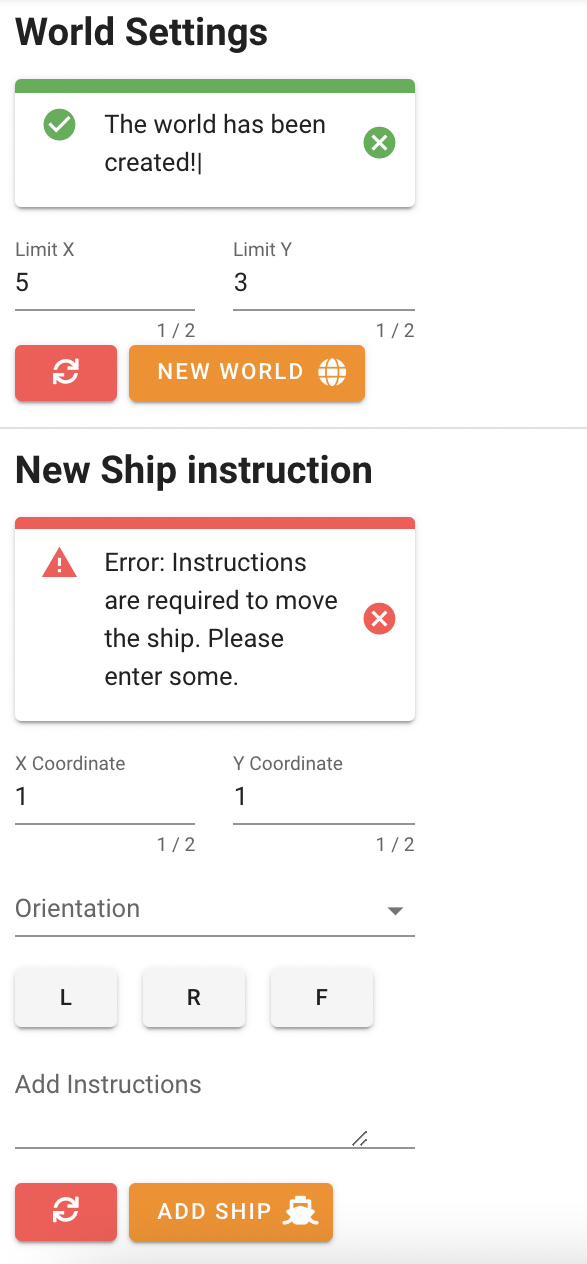 World Settings
The world has been
created!|
Limit X
Limit Y
5
3
1 / 2
1 / 2
NEW WORLD
New Ship instruction
Error: Instructions
are required to move
the ship. Please
enter some.
X Coordinate
Y Coordinate
1
1
1 / 2
1 / 2
Orientation
L
R
F
Add Instructions
ADD SHIP